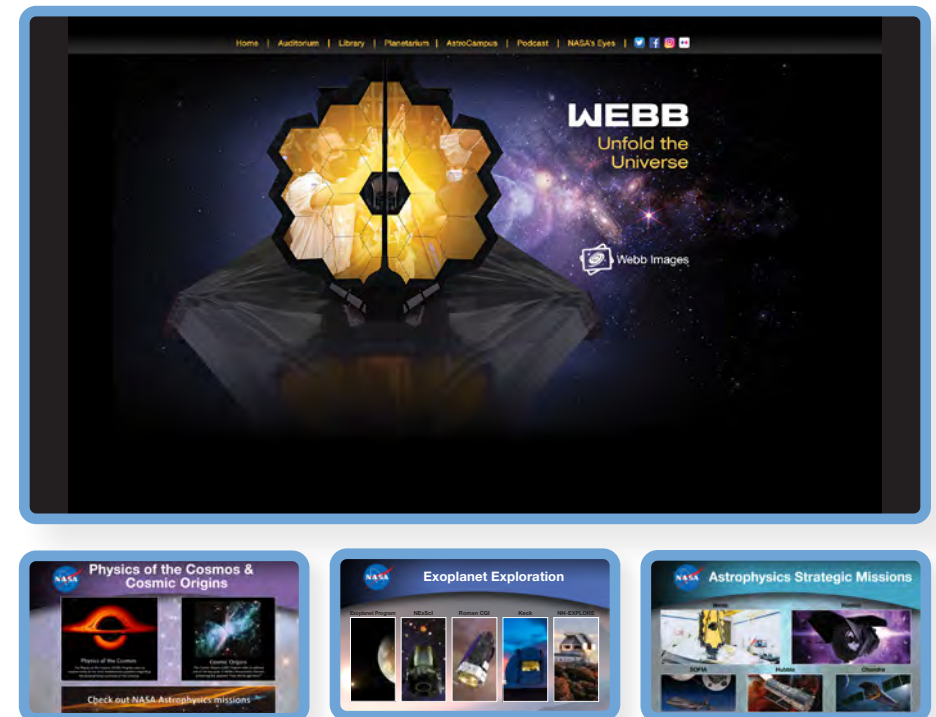 Home | Auditorium | Library | Planetarium | AstroCampus | Podcast | NASA's Eyes |
WEBB
Unfold the
Universe
Webb Images
NASA
Physics of the Cosmos &
Cosmic Origins
Physics of the Cosmos
Cosmic Origins
Check out NASA Astrophysics missions
NASA
Exoplanet Exploration
Exoplanet Program
NExScI
Roman CGI
Keck
NN-EXPLORE
NASA
Astrophysics Strategic Missions
SOFIA
Hubble
Chandra